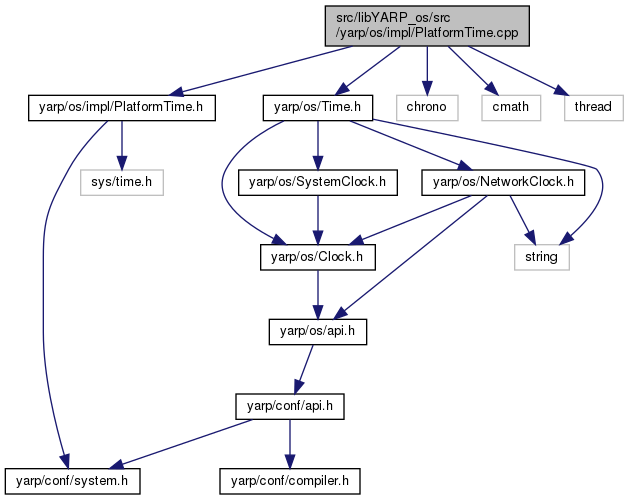 src/libYARP_os/src
/yarp/os/impl/PlatformTime.cpp
yarp/os/impl/PlatformTime.h
yarp/os/Time.h
chrono
cmath
thread
sys/time.h
yarp/os/SystemClock.h
yarp/os/NetworkClock.h
yarp/os/Clock.h
string
yarp/os/api.h
yarp/conf/api.h
yarp/conf/system.h
yarp/conf/compiler.h